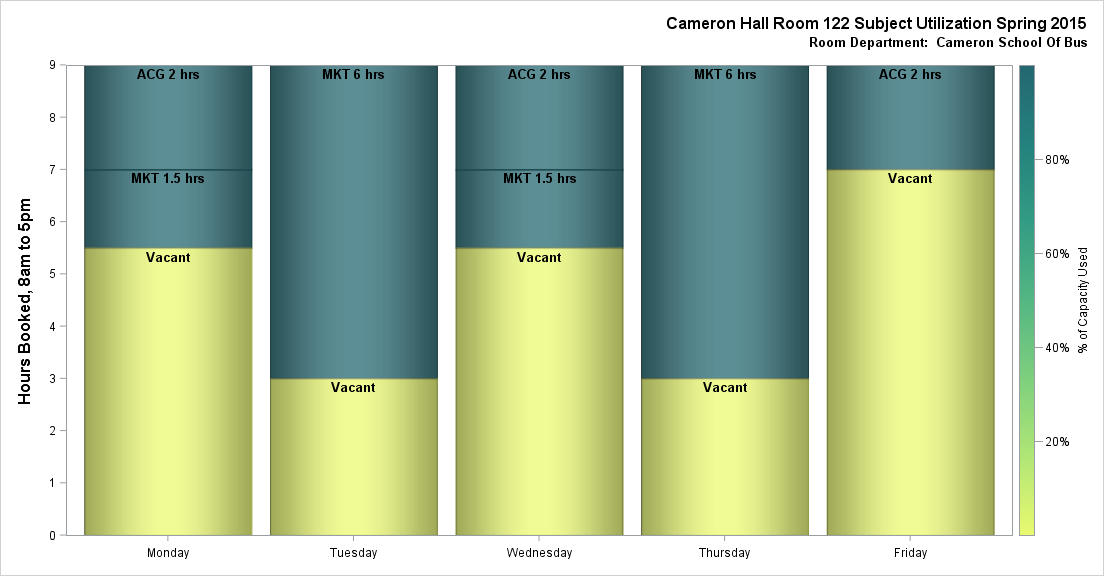 Cameron Hall Room 122 Subject Utilization Spring 2015
Room Department:  Cameron School Of Bus
Hours Booked, 8am to 5pm
9
8
7
6
5
4
3
2
1
0
ACG 2 hrs
MKT 1.5 hrs
Vacant
MKT 6 hrs
Vacant
ACG 2 hrs
MKT 1.5 hrs
Vacant
MKT 6 hrs
Vacant
ACG 2 hrs
Vacant
Monday
Tuesday
Wednesday
Thursday
Friday
80%
60%
40%
20%
% of Capacity Used